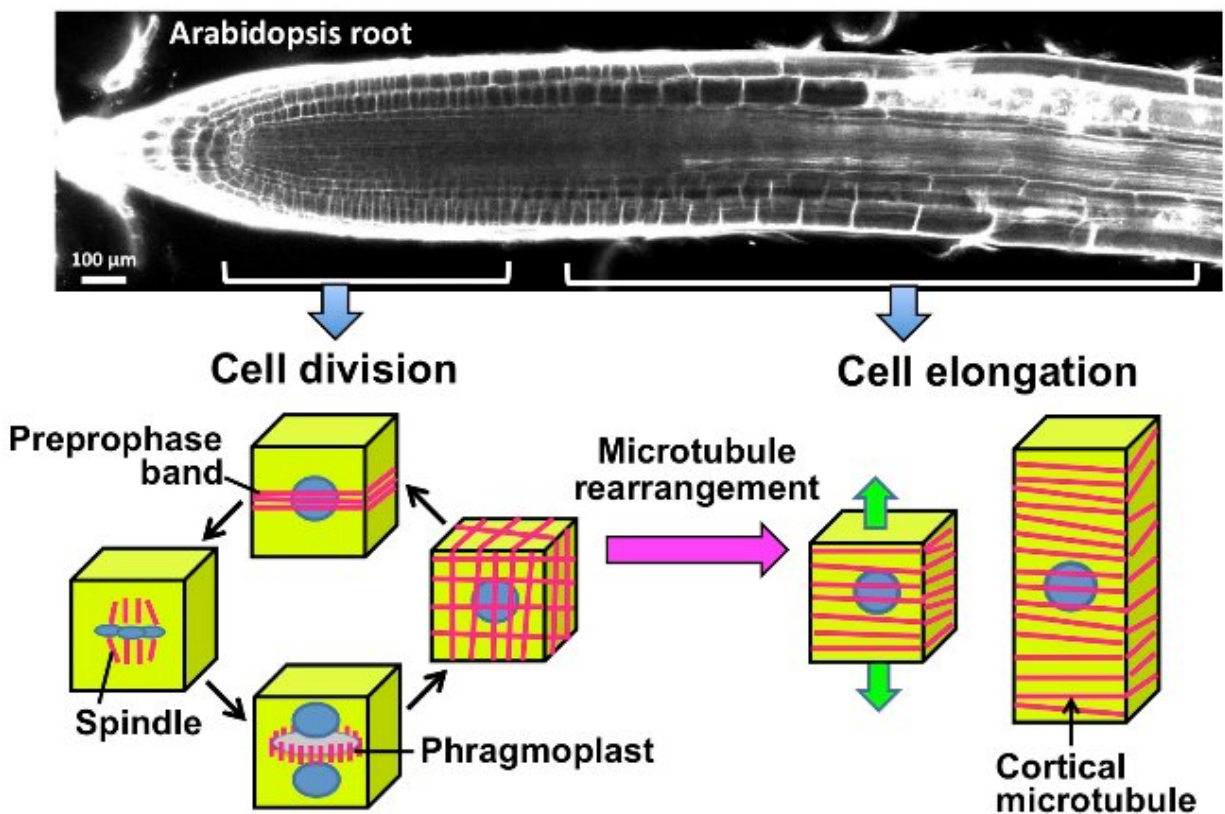 Arabidopsis root
100 µm
Cell division
Cell elongation
Preprophase
band
Microtubule
rearrangement
Spindle
Phragmoplast
Cortical
microtubule